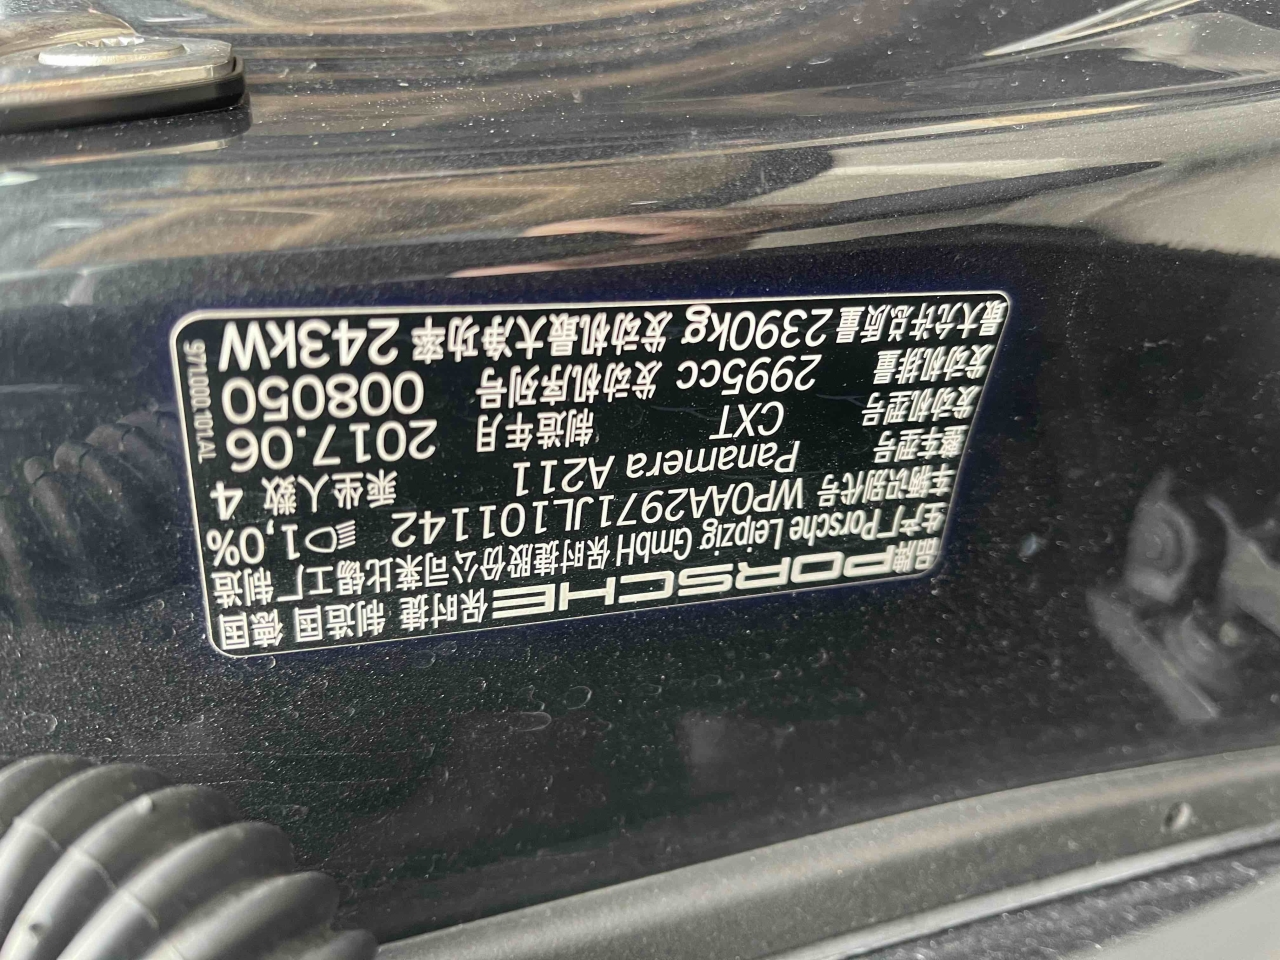 品牌 PORSCHE 保时捷 制造国 德国
生产厂 Porsche Leipzig GmbH 保时捷股份公司莱比锡工厂制造
车辆识别代号 WP0AA2971JL101142 1,0%
整车型号 Panamera A211 乘坐人数 4
发动机型号 CXT 制造年月 2017.06
发动机排量 2995cc 发动机序列号 008050
最大允许总质量 2390kg 发动机最大净功率 243kW
971.000.101.AL